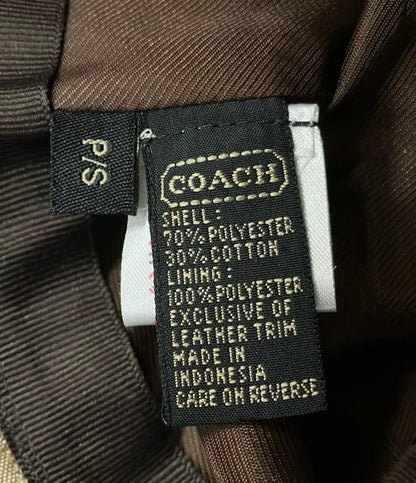 P/S
COACH
SHELL:
70% POLYESTER
30% COTTON
LINING:
100% POLYESTER
EXCLUSIVE OF
LEATHER TRIM
MADE IN
INDONESIA
CARE ON REVERSE